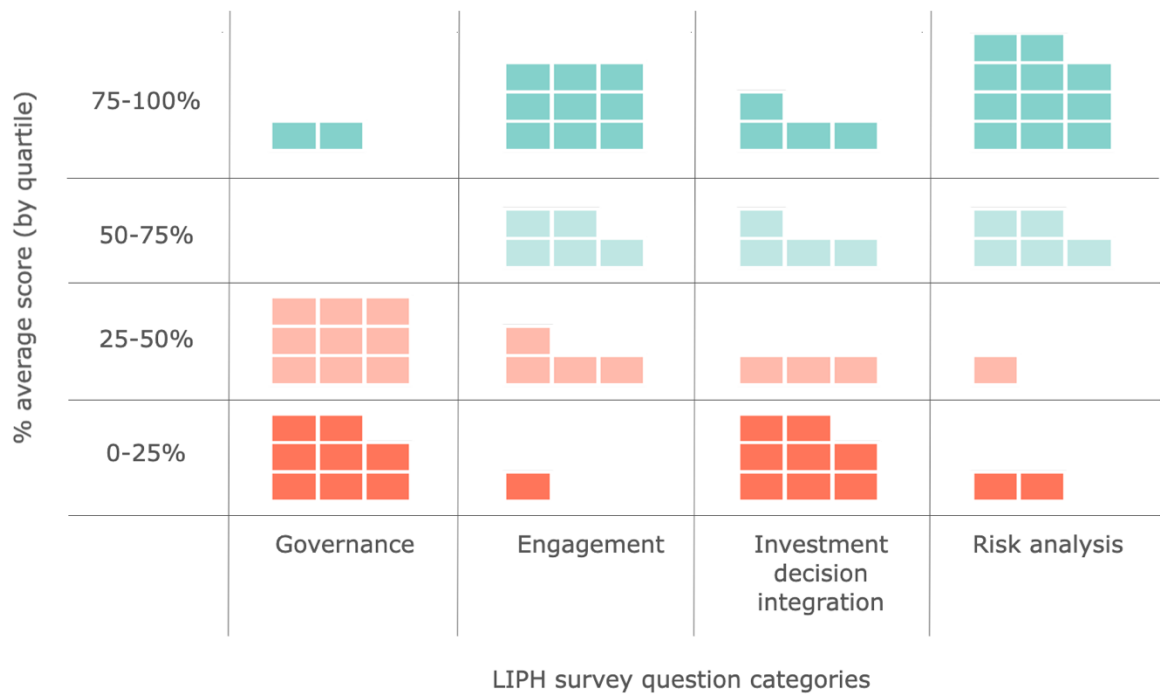 % average score (by quartile)
75-100%
50-75%
25-50%
0-25%
Governance
Engagement
Investment
decision
integration
Risk analysis
LIPH survey question categories